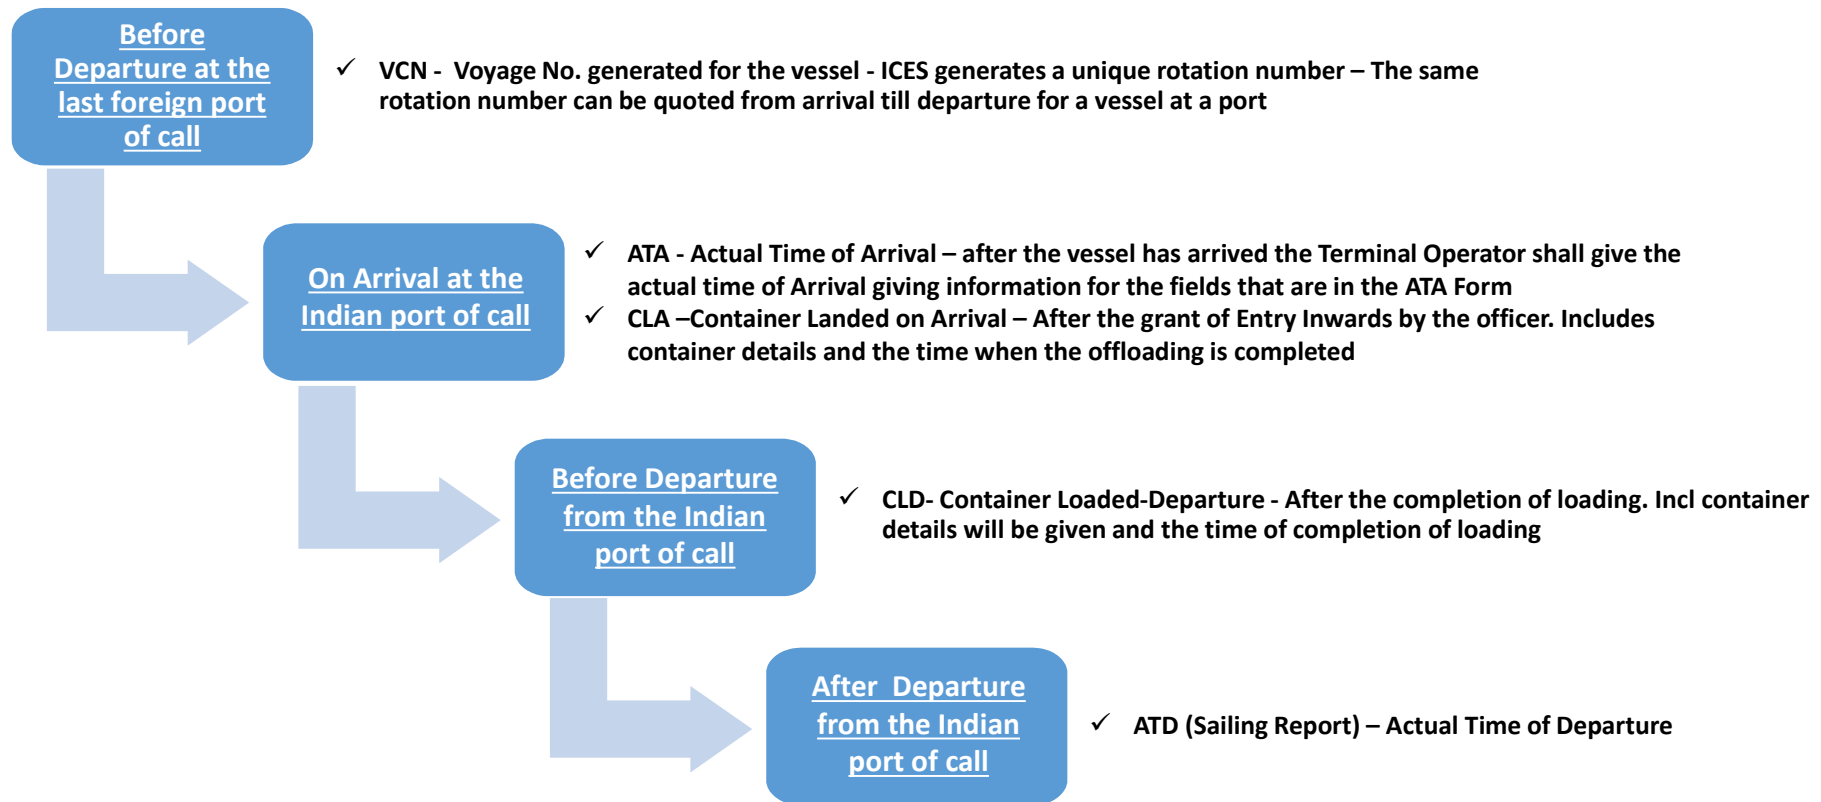 Before
Departure at the
last foreign port
of call
✓ VCN - Voyage No. generated for the vessel - ICES generates a unique rotation number – The same
rotation number can be quoted from arrival till departure for a vessel at a port
On Arrival at the
Indian port of call
✓ ATA - Actual Time of Arrival – after the vessel has arrived the Terminal Operator shall give the
actual time of Arrival giving information for the fields that are in the ATA Form
✓ CLA –Container Landed on Arrival – After the grant of Entry Inwards by the officer. Includes
container details and the time when the offloading is completed
Before Departure
from the Indian
port of call
✓ CLD- Container Loaded-Departure - After the completion of loading. Incl container
details will be given and the time of completion of loading
After Departure
from the Indian
port of call
✓ ATD (Sailing Report) – Actual Time of Departure